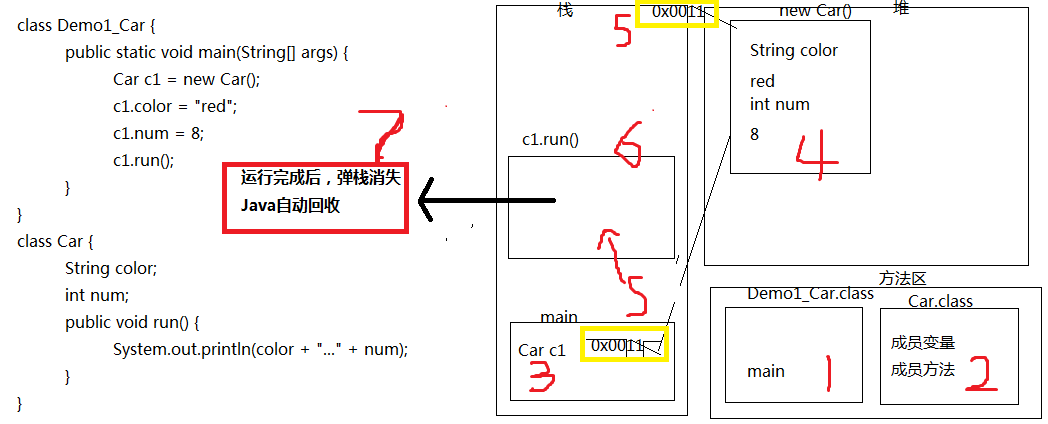 class Demo1_Car {
public static void main(String[] args) {
Car c1 = new Car();
c1.color = "red";
c1.num = 8;
c1.run();
}
}
class Car {
String color;
int num;
public void run() {
System.out.println(color + "..." + num);
}
}
7
运行完成后，弹栈消失
Java自动回收
栈
0x0011
5
c1.run()
6
5
main
Car c1
0x0011
3
堆
new Car()
String color
red
int num
8
4
方法区
Demo1_Car.class
main
1
Car.class
成员变量
成员方法
2